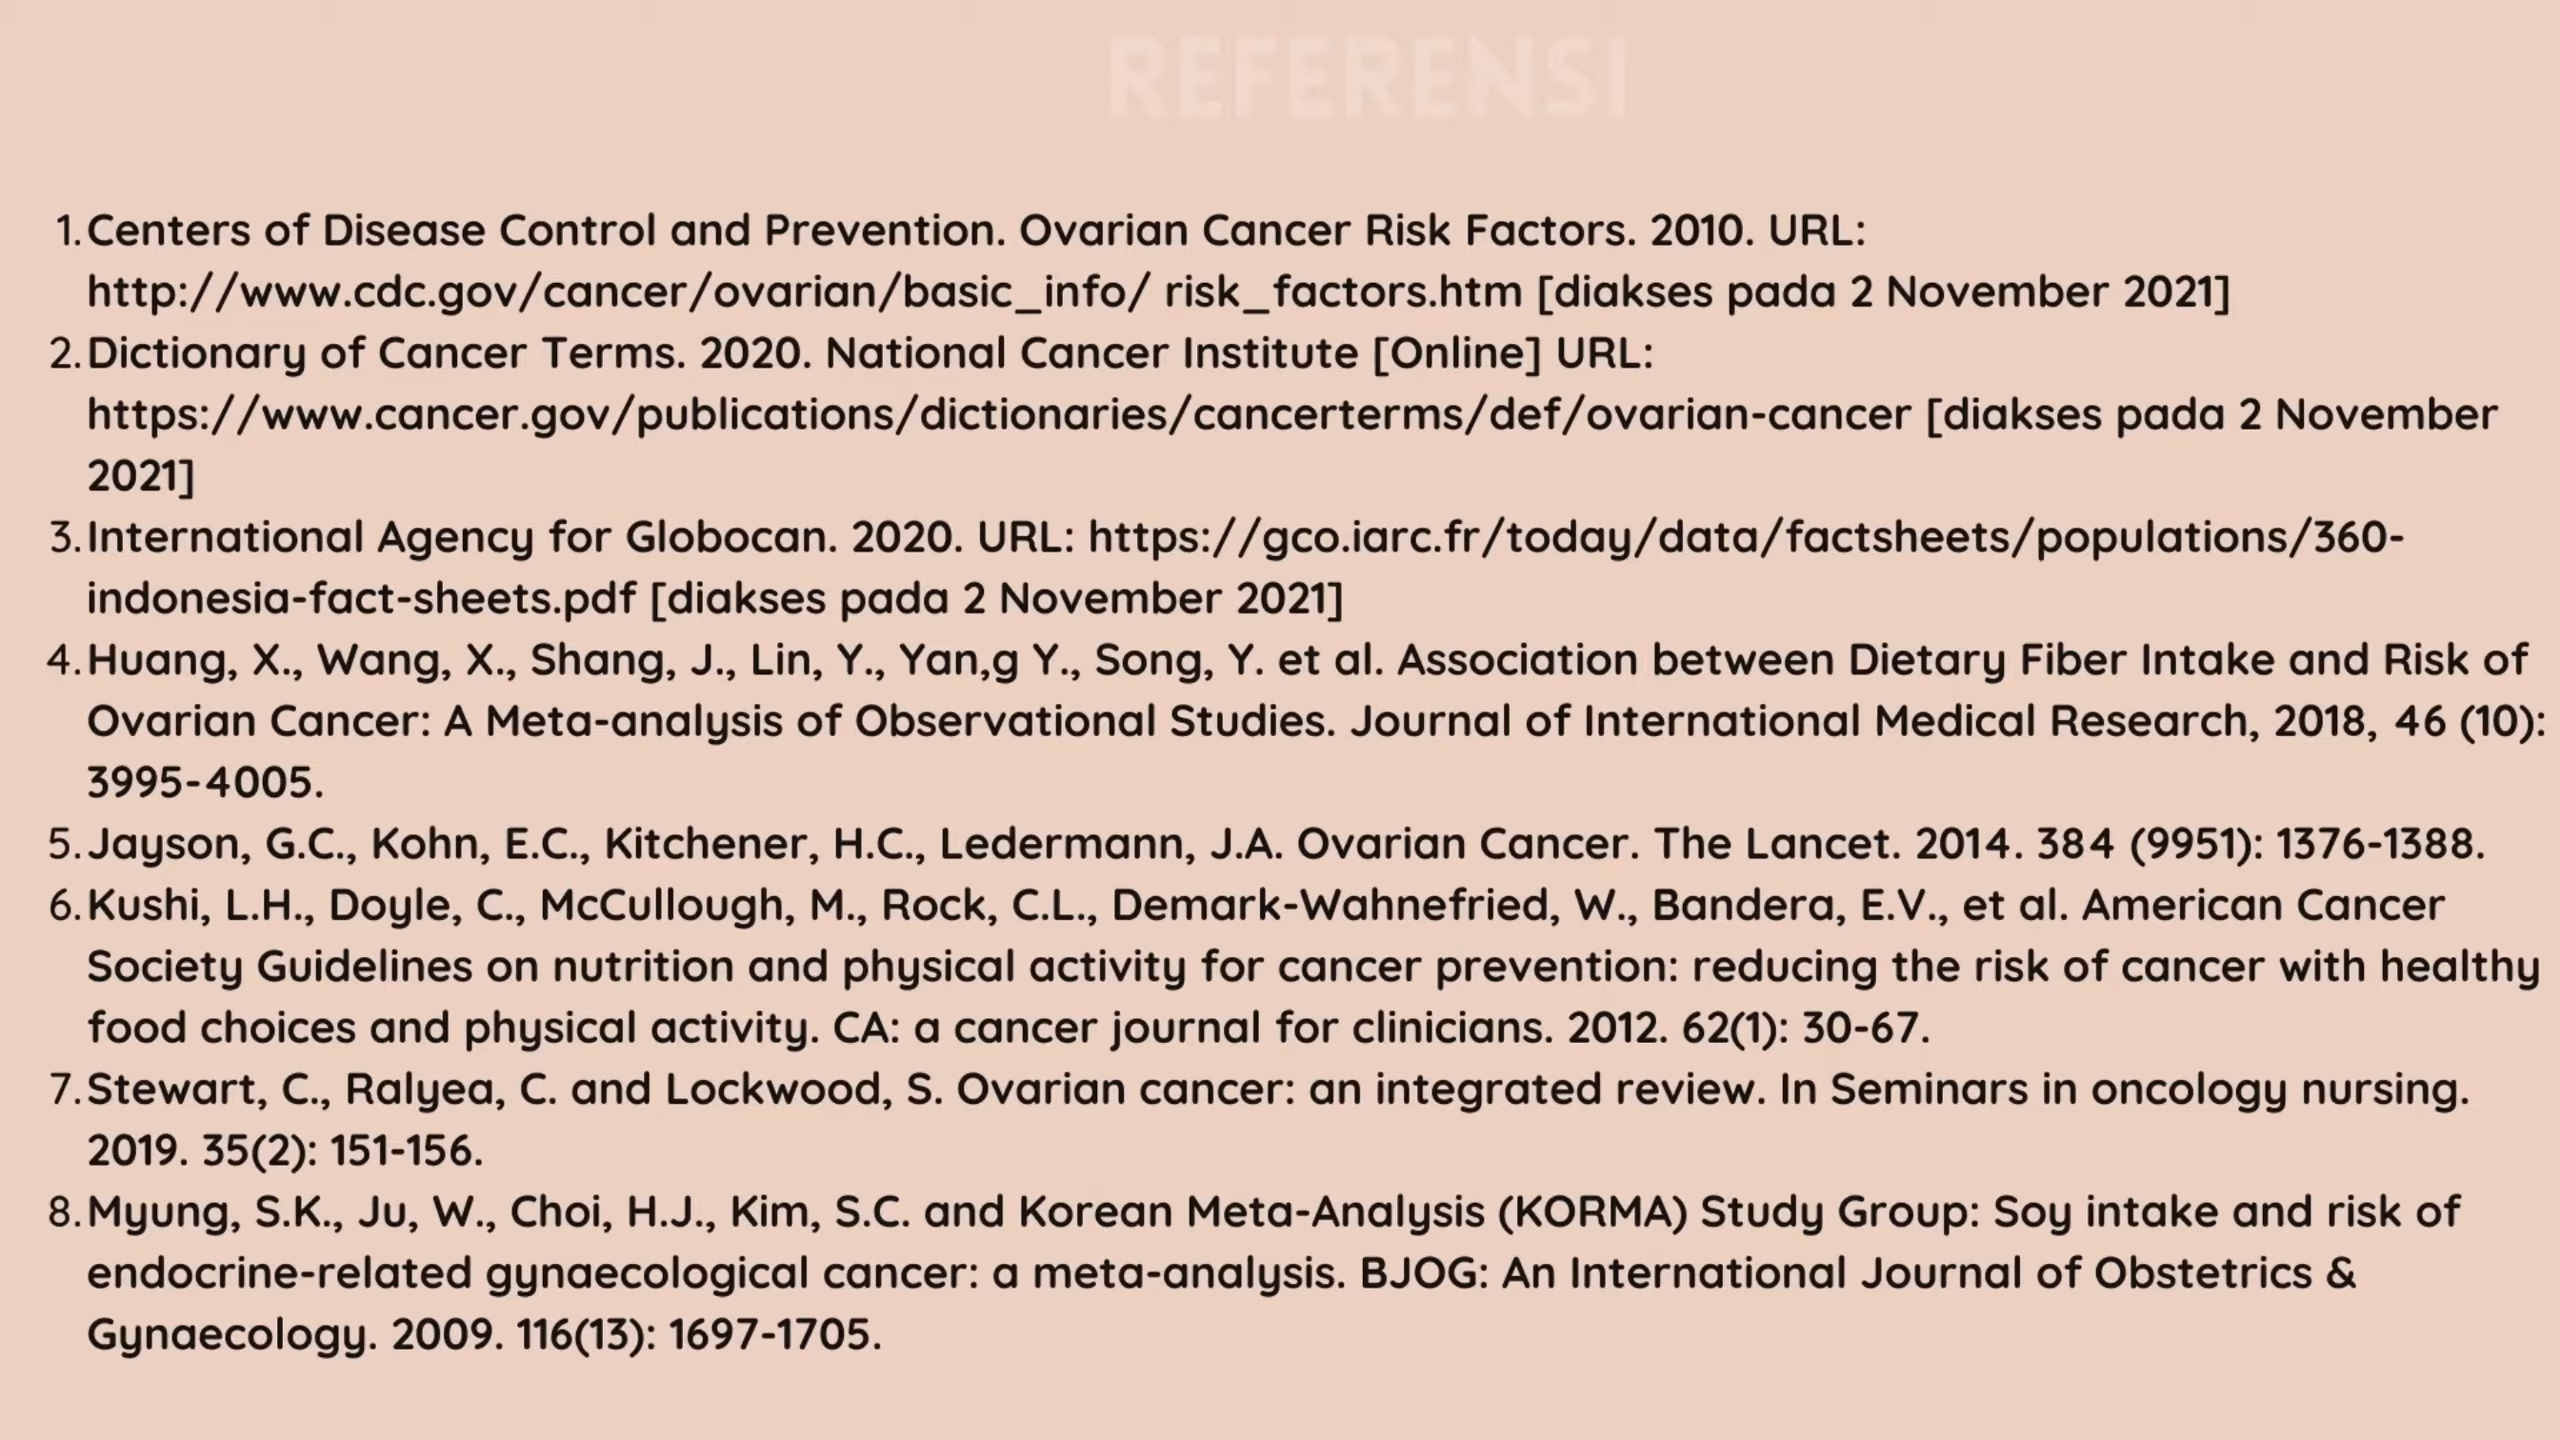 REFERENSI
1. Centers of Disease Control and Prevention. Ovarian Cancer Risk Factors. 2010. URL:
http://www.cdc.gov/cancer/ovarian/basic_info/ risk_factors.htm [diakses pada 2 November 2021]
2. Dictionary of Cancer Terms. 2020. National Cancer Institute [Online] URL:
https://www.cancer.gov/publications/dictionaries/cancerterms/def/ovarian-cancer [diakses pada 2 November
2021]
3. International Agency for Globocan. 2020. URL: https://gco.iarc.fr/today/data/factsheets/populations/360-
indonesia-fact-sheets.pdf [diakses pada 2 November 2021]
4. Huang, X., Wang, X., Shang, J., Lin, Y., Yan,g Y., Song, Y. et al. Association between Dietary Fiber Intake and Risk of
Ovarian Cancer: A Meta-analysis of Observational Studies. Journal of International Medical Research, 2018, 46 (10):
3995-4005.
5. Jayson, G.C., Kohn, E.C., Kitchener, H.C., Ledermann, J.A. Ovarian Cancer. The Lancet. 2014. 384 (9951): 1376-1388.
6. Kushi, L.H., Doyle, C., McCullough, M., Rock, C.L., Demark-Wahnefried, W., Bandera, E.V., et al. American Cancer
Society Guidelines on nutrition and physical activity for cancer prevention: reducing the risk of cancer with healthy
food choices and physical activity. CA: a cancer journal for clinicians. 2012. 62(1): 30-67.
7. Stewart, C., Ralyea, C. and Lockwood, S. Ovarian cancer: an integrated review. In Seminars in oncology nursing.
2019. 35(2): 151-156.
8. Myung, S.K., Ju, W., Choi, H.J., Kim, S.C. and Korean Meta-Analysis (KORMA) Study Group: Soy intake and risk of
endocrine-related gynaecological cancer: a meta-analysis. BJOG: An International Journal of Obstetrics &
Gynaecology. 2009. 116(13): 1697-1705.